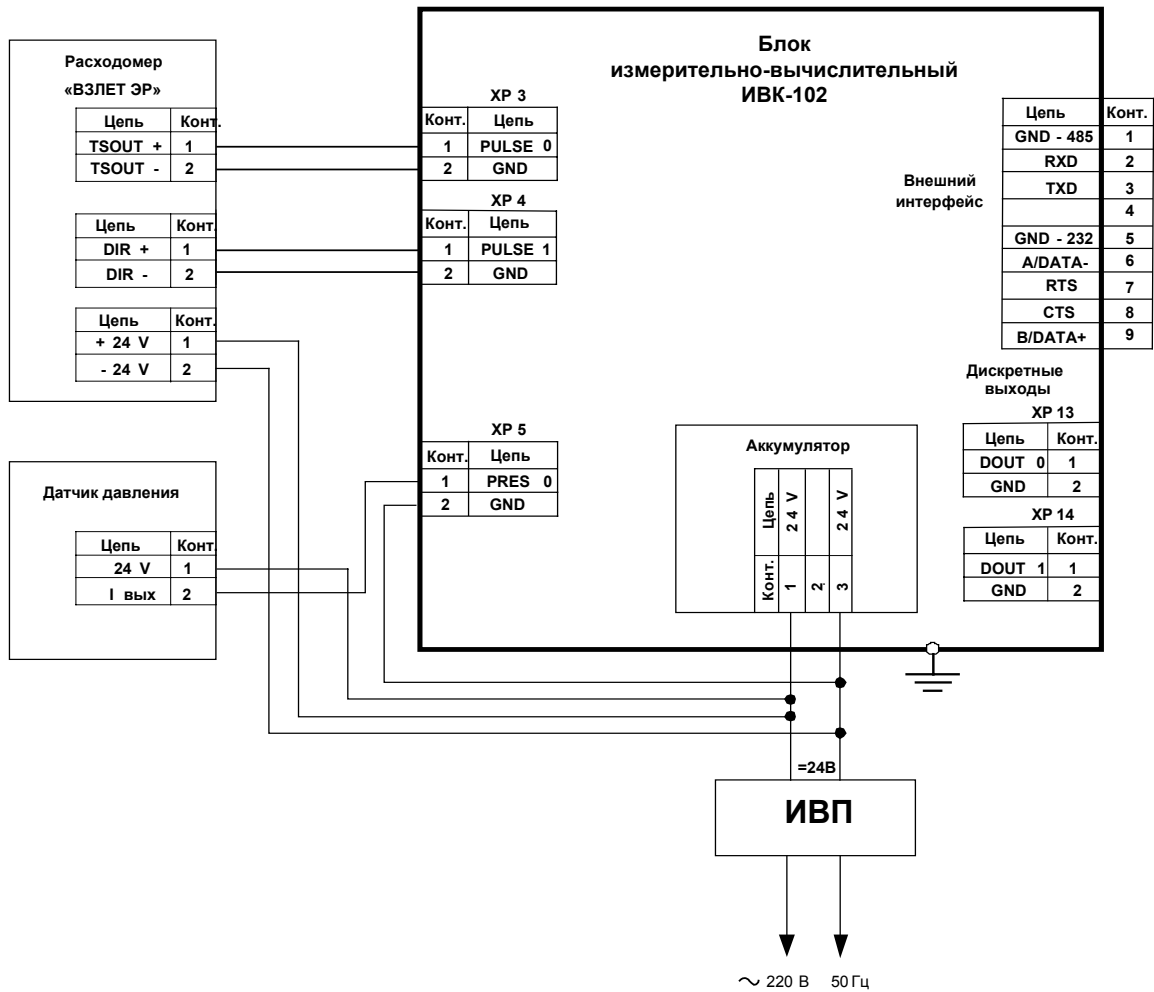 Блок
измерительно-вычислительный
ИВК-102
Расходомер
«ВЗЛЕТ ЭР»
Цепь Конт.
TSOUT + 1
TSOUT - 2
Цепь Конт.
DIR + 1
DIR - 2
Цепь Конт.
+ 24 V 1
- 24 V 2
Датчик давления
Цепь Конт.
24 V 1
I вых 2
XP 3
Конт. Цепь
1 PULSE 0
2 GND
XP 4
Конт. Цепь
1 PULSE 1
2 GND
XP 5
Конт. Цепь
1 PRES 0
2 GND
Аккумулятор
Цепь 24 V 24 V
Конт. 1 2 3
Внешний
интерфейс
Цепь Конт.
GND - 485 1
RXD 2
TXD 3
4
GND - 232 5
A/DATA- 6
RTS 7
CTS 8
B/DATA+ 9
Дискретные
выходы
XP 13
Цепь Конт.
DOUT 0 1
GND 2
XP 14
Цепь Конт.
DOUT 1 1
GND 2
=24В
ИВП
~ 220 В 50 Гц